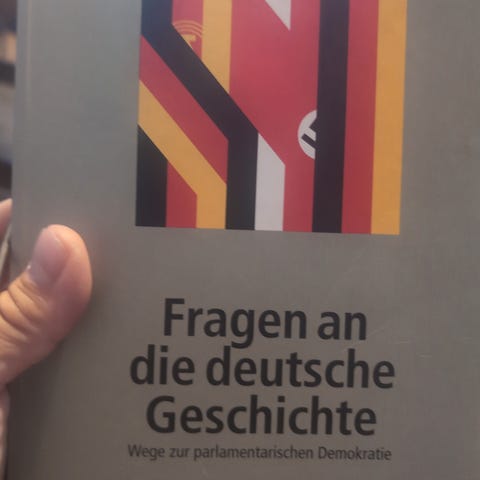 Fragen an
die deutsche
Geschichte
Wege zur parlamentarischen Demokratie